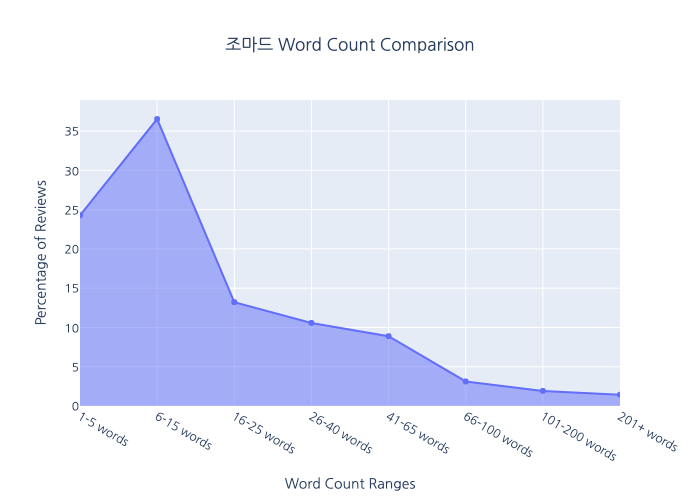 조마드 Word Count Comparison
Percentage of Reviews
35
30
25
20
15
10
5
0
1-5 words
6-15 words
16-25 words
26-40 words
41-65 words
66-100 words
101-200 words
201+ words
Word Count Ranges